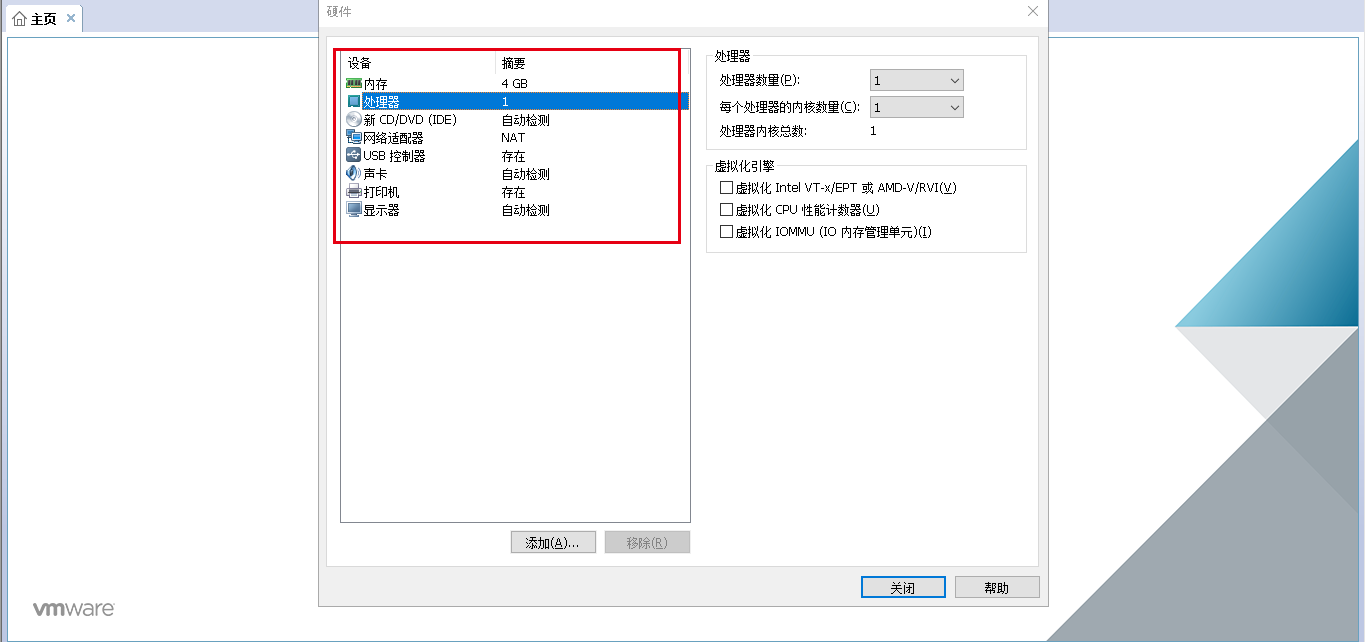 主页
硬件
设备 摘要
内存 4 GB
处理器 1
新 CD/DVD (IDE) 自动检测
网络适配器 NAT
USB 控制器 存在
声卡 自动检测
打印机 存在
显示器 自动检测
添加(A)... 移除(R)
处理器
处理器数量(P): 1
每个处理器的内核数量(C): 1
处理器内核总数: 1
虚拟化引擎
虚拟化 Intel VT-x/EPT 或 AMD-V/RVI(V)
虚拟化 CPU 性能计数器(U)
虚拟化 IOMMU (IO 内存管理单元)(I)
关闭 帮助
vmware